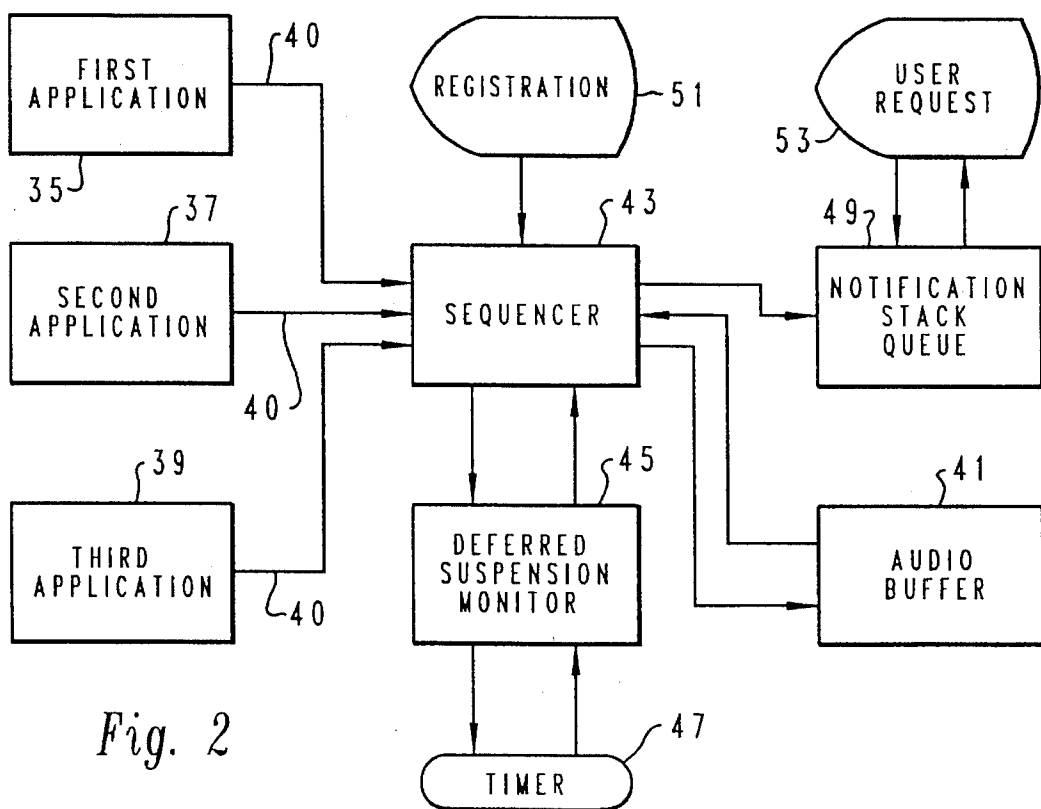 40
FIRST
APPLICATION
35
REGISTRATION
51
USER
REQUEST
53
37
SECOND
APPLICATION
40
43
SEQUENCER
49
NOTIFICATION
STACK
QUEUE
39
THIRD
APPLICATION
40
45
DEFERRED
SUSPENSION
MONITOR
41
AUDIO
BUFFER
47
TIMER
Fig. 2